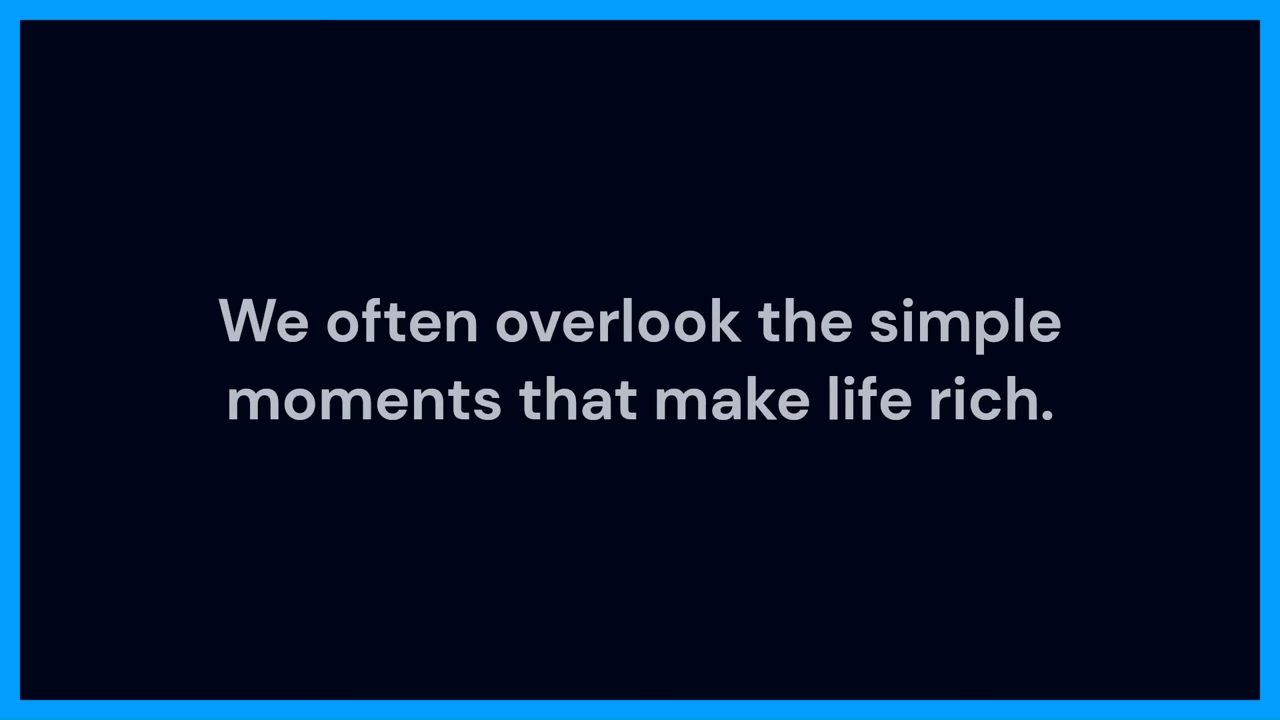 We often overlook the simple
moments that make life rich.